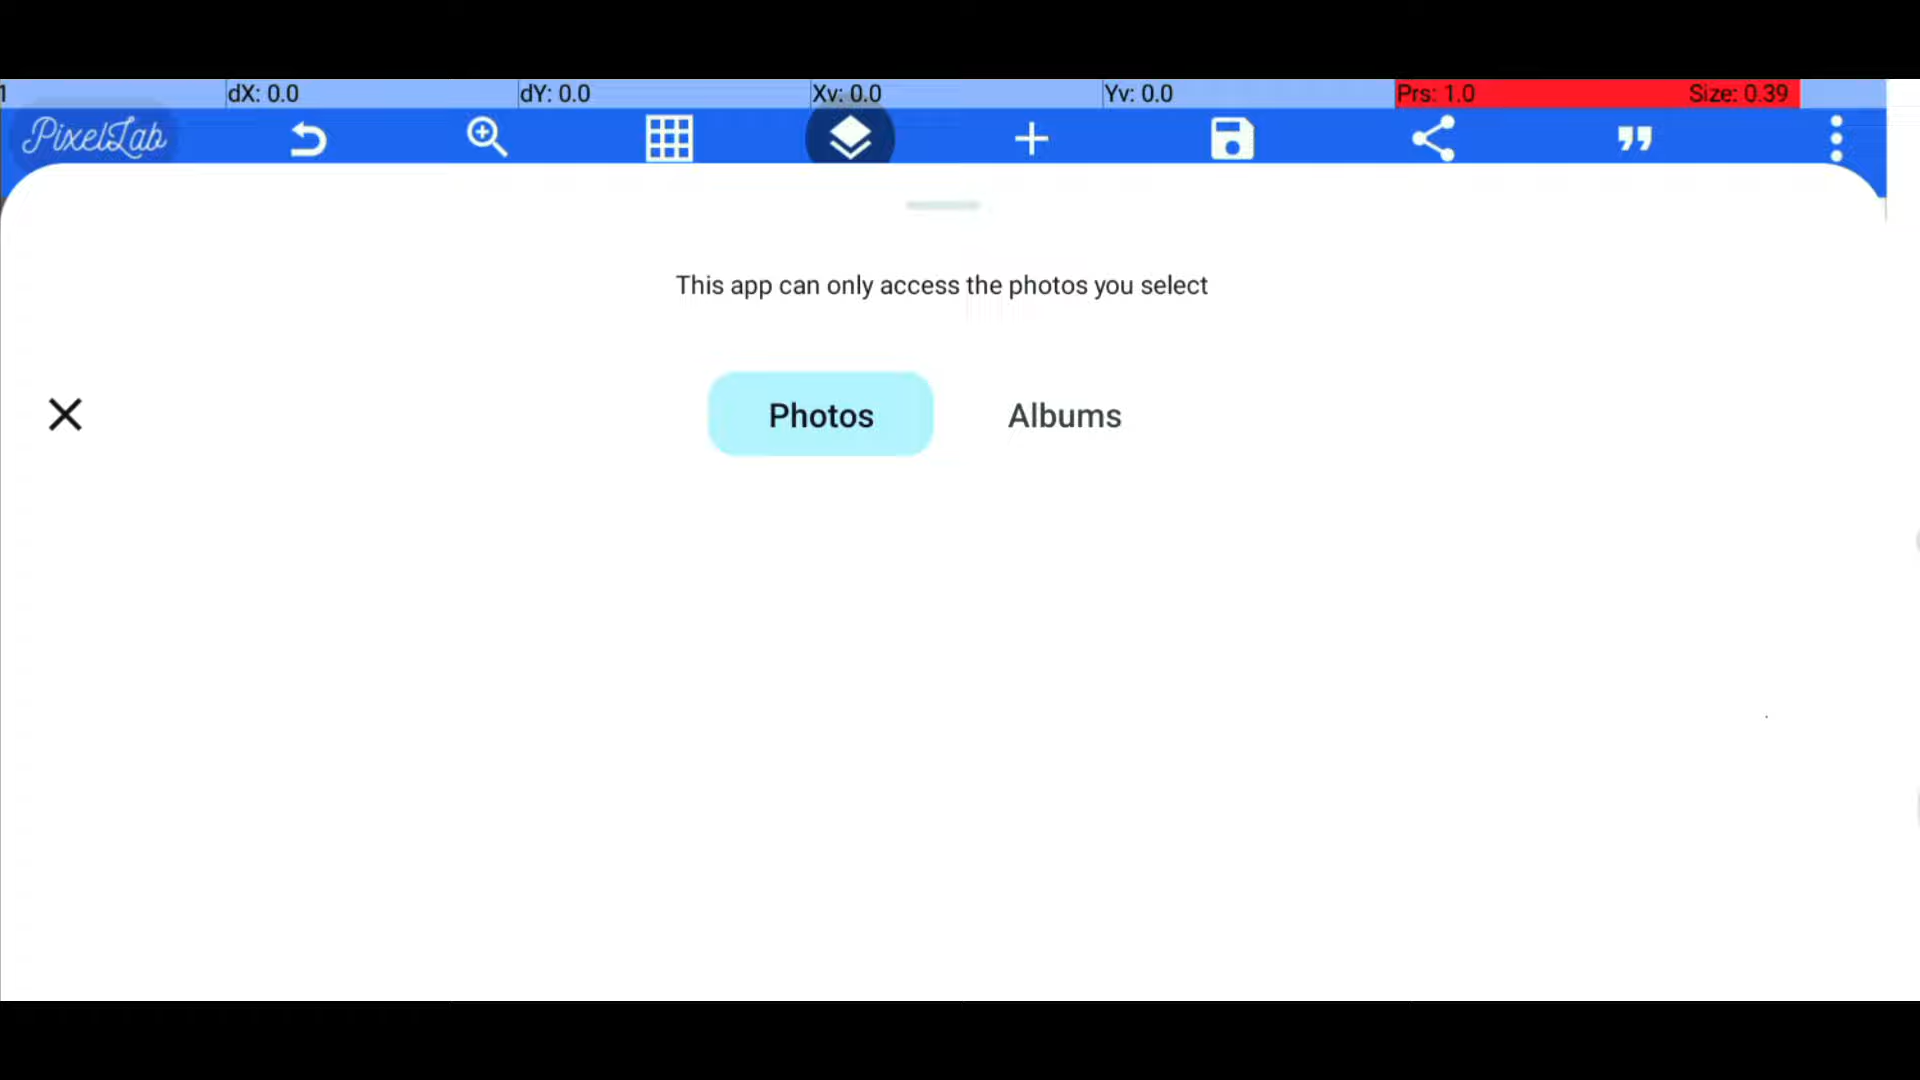 1 dX: 0.0 dY: 0.0 Xv: 0.0 Yv: 0.0 Prs: 1.0 Size: 0.39
PixelLab
This app can only access the photos you select
Photos Albums